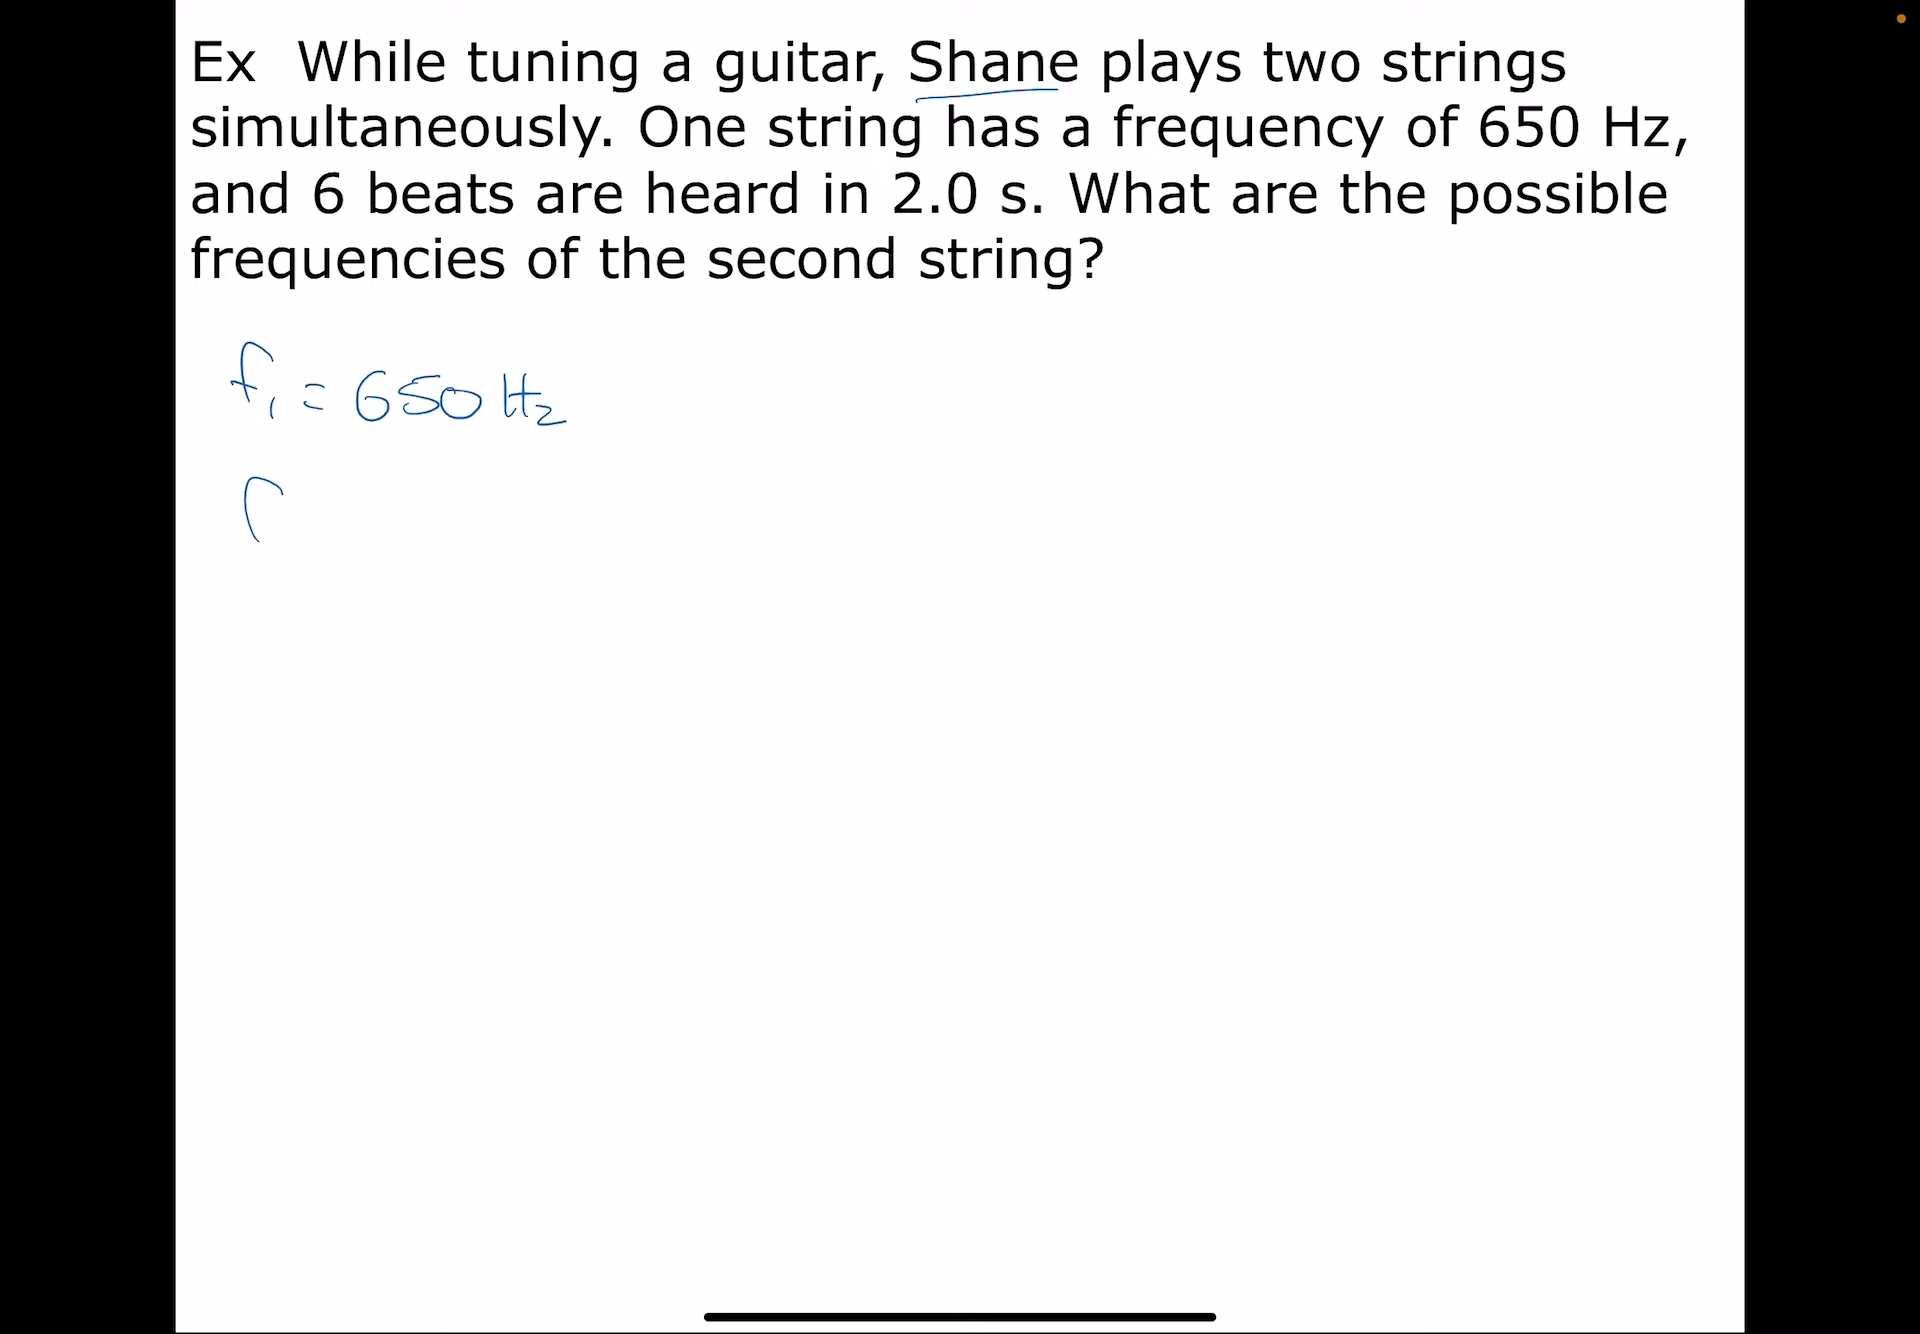 Ex While tuning a guitar, Shane plays two strings
simultaneously. One string has a frequency of 650 Hz,
and 6 beats are heard in 2.0 s. What are the possible
frequencies of the second string?
f₁ = 650 Hz